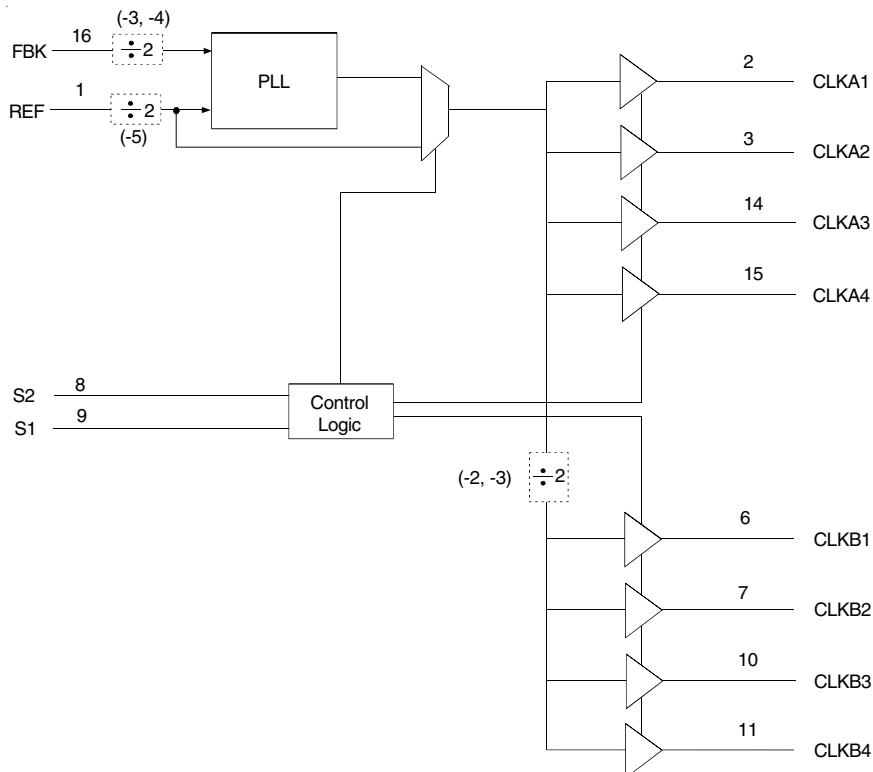 (-3, -4)
FBK 16 ÷2
PLL
REF 1 ÷2
(-5)
2 CLKA1
3 CLKA2
14 CLKA3
15 CLKA4
S2 8
S1 9
Control
Logic
(-2, -3) ÷2
6 CLKB1
7 CLKB2
10 CLKB3
11 CLKB4